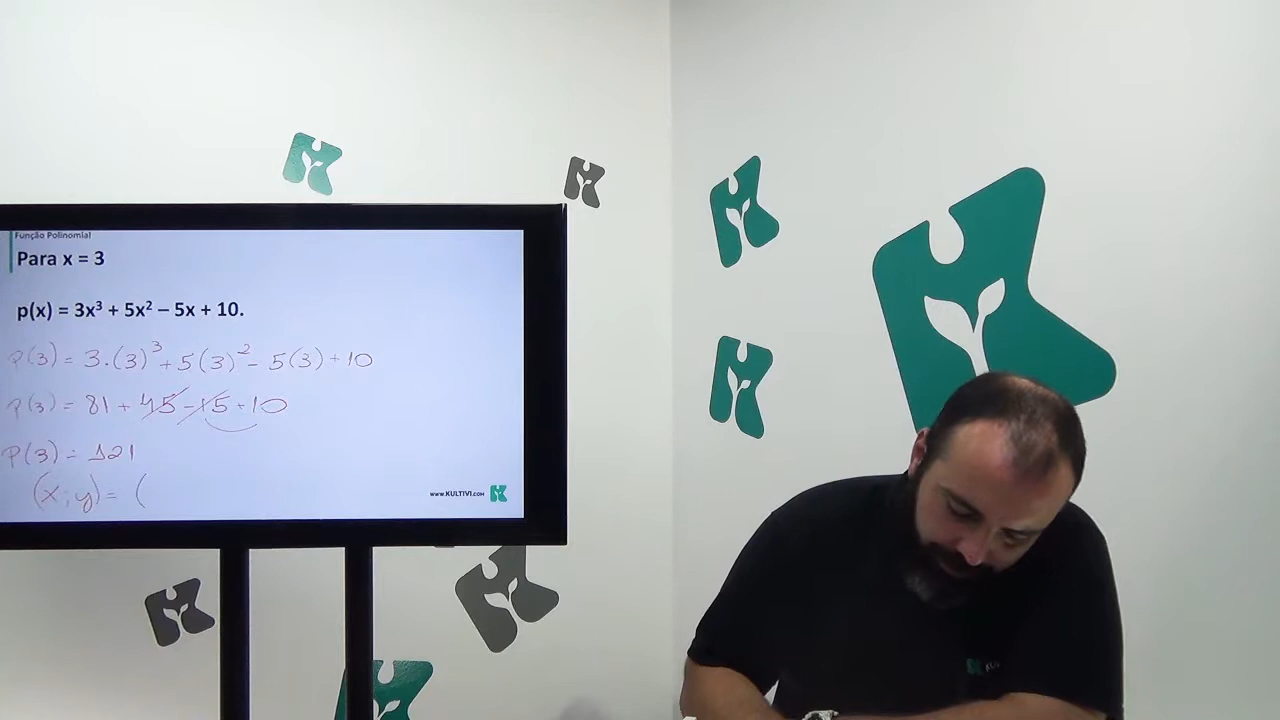 Função Polinomial
Para x = 3
p(x) = 3x³ + 5x² – 5x + 10.
P(3) = 3.(3)³ + 5(3)² - 5(3) + 10
P(3) = 81 + 45 - 15 + 10
P(3) = 121
(x;y) = (
www.KULTIVI.COM